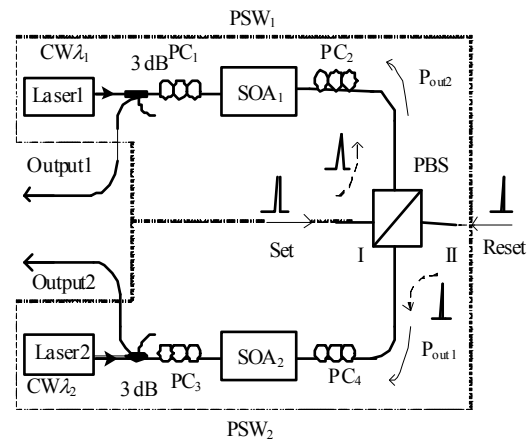 PSW₁
CWλ₁
3 dB
PC₁
PC₂
Laser1
SOA₁
Pout2
Output1
PBS
Set
I
II
Reset
Output2
Laser2
SOA₂
Pout1
CWλ₂
3 dB
PC₃
PC₄
PSW₂